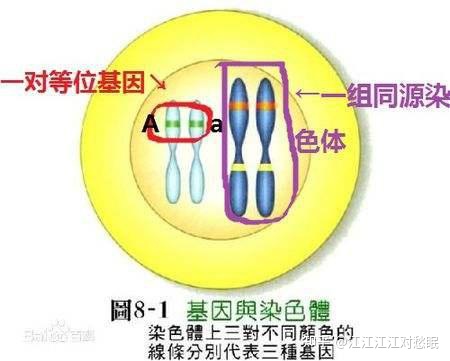 一对等位基因↘
A a
←一组同源染
色体
圖8-1 基因與染色體
染色體上三對不同顏色的
線條分別代表三種基因
Baidu百科
知乎 @江江江江对愁眠